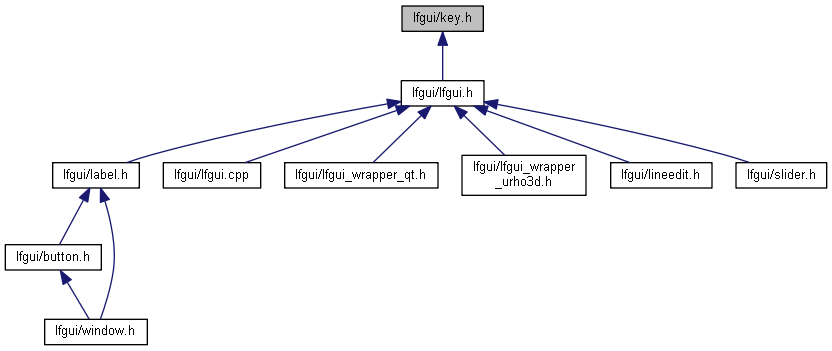 lfgui/key.h
lfgui/lfgui.h
lfgui/label.h
lfgui/lfgui.cpp
lfgui/lfgui_wrapper_qt.h
lfgui/lfgui_wrapper
_urho3d.h
lfgui/lineedit.h
lfgui/slider.h
lfgui/button.h
lfgui/window.h